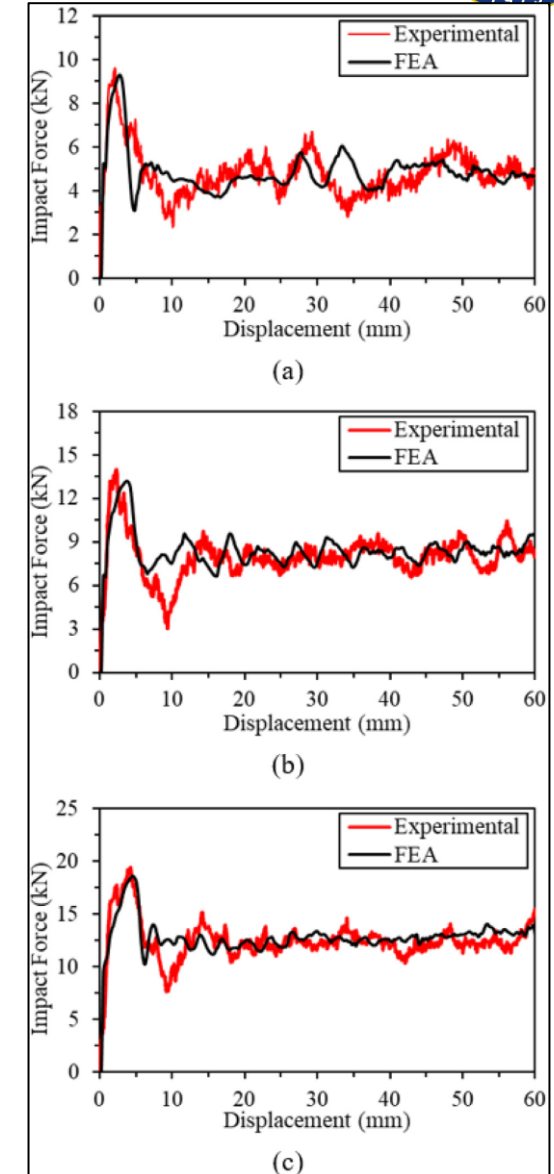 12
10
8
6
4
2
0
Impact Force (kN)
Experimental
FEA
0 10 20 30 40 50 60
Displacement (mm)
(a)
18
15
12
9
6
3
0
Impact Force (kN)
Experimental
FEA
0 10 20 30 40 50 60
Displacement (mm)
(b)
25
20
15
10
5
0
Impact Force (kN)
Experimental
FEA
0 10 20 30 40 50 60
Displacement (mm)
(c)